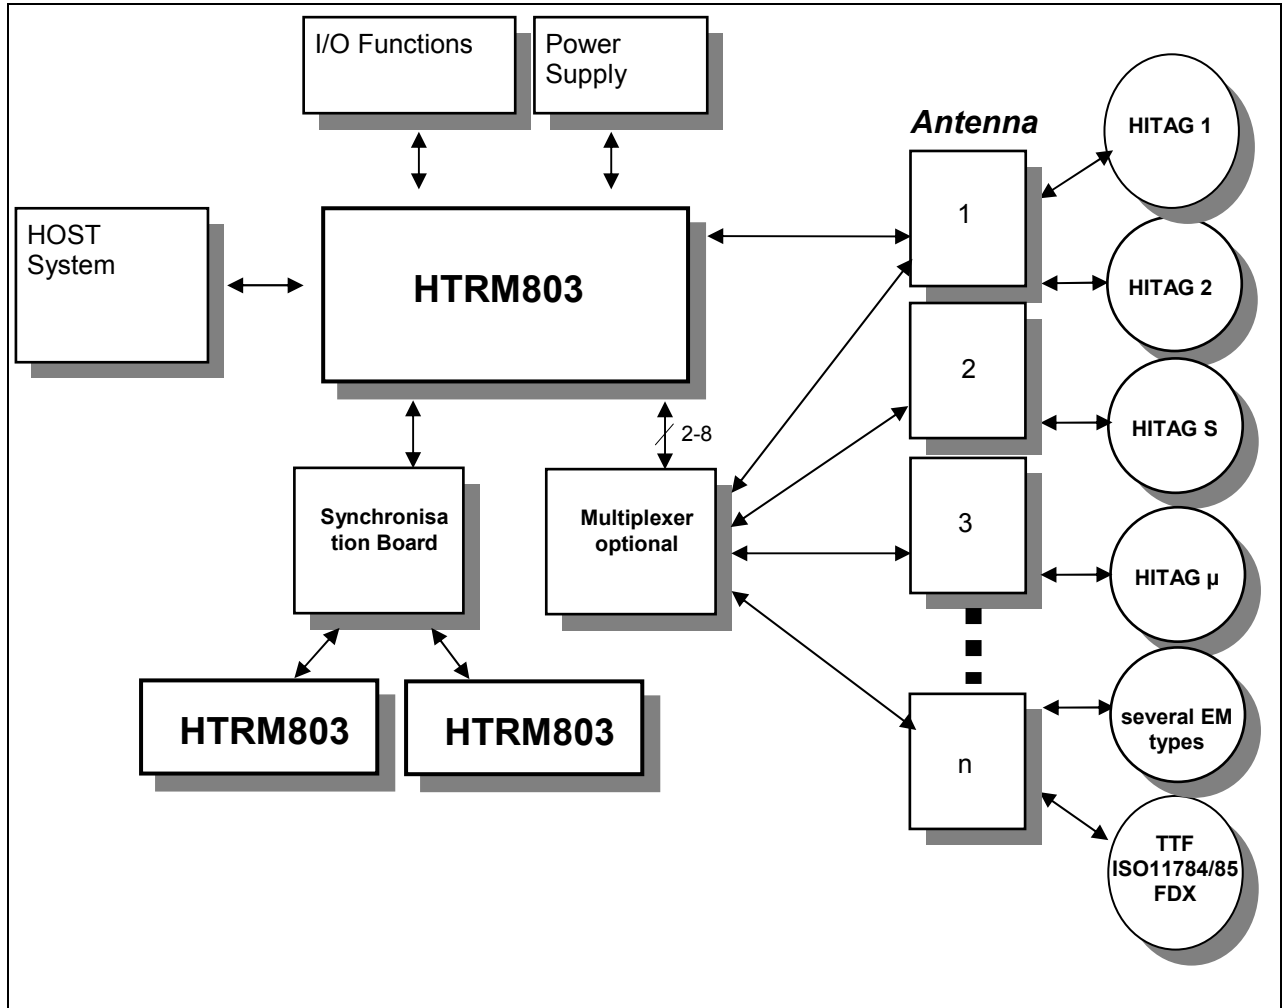 I/O Functions
Power
Supply
Antenna
HITAG 1
1
HOST
System
HTRM803
HITAG 2
2
HITAG S
2-8
3
Synchronisa
tion Board
Multiplexer
optional
HITAG µ
HTRM803
HTRM803
several EM
types
n
TTF
ISO11784/85
FDX